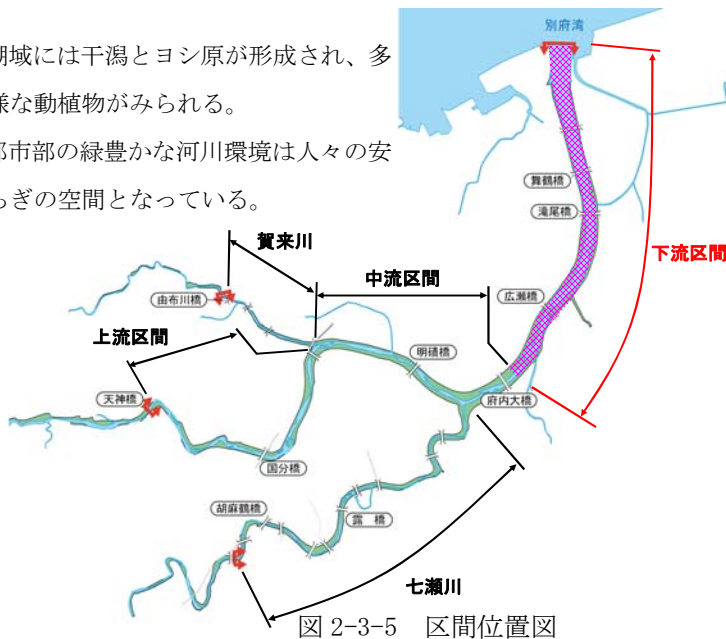 潮域には干潟とヨシ原が形成され、多
様な動植物がみられる。
都市部の緑豊かな河川環境は人々の安
らぎの空間となっている。
別府湾
舞鶴橋
滝尾橋
下流区間
賀来川
中流区間
由布川橋
広瀬橋
上流区間
明磧橋
天神橋
府内大橋
国分橋
胡麻鶴橋
露 橋
七瀬川
図 2-3-5 区間位置図